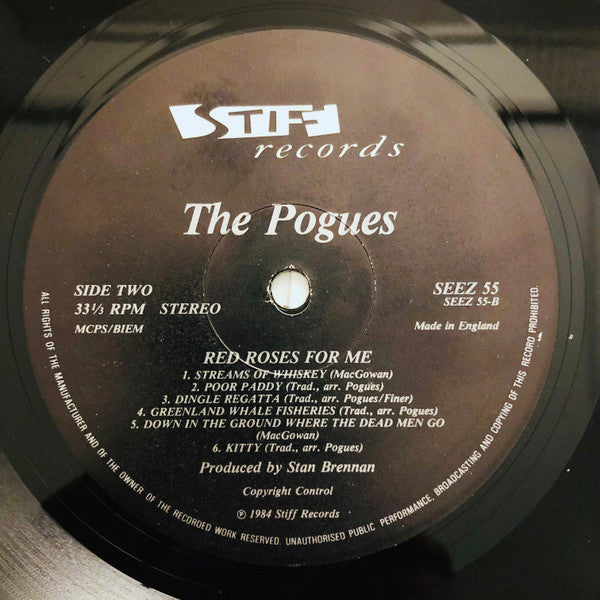 STIFF
records
The Pogues
SIDE TWO
33⅓ RPM STEREO
MCPS/BIEM
SEEZ 55
SEEZ 55-B
Made in England
RED ROSES FOR ME
1. STREAMS OF WHISKEY (MacGowan)
2. POOR PADDY (Trad., arr. Pogues)
3. DINGLE REGATTA (Trad., arr. Pogues/Finer)
4. GREENLAND WHALE FISHERIES (Trad., arr. Pogues)
5. DOWN IN THE GROUND WHERE THE DEAD MEN GO
(MacGowan)
6. KITTY (Trad., arr. Pogues)
Produced by Stan Brennan
Copyright Control
℗ 1984 Stiff Records
ALL RIGHTS OF THE MANUFACTURER AND OF THE OWNER OF THE RECORDED WORK RESERVED. UNAUTHORISED PUBLIC PERFORMANCE, BROADCASTING AND COPYING OF THIS RECORD PROHIBITED.